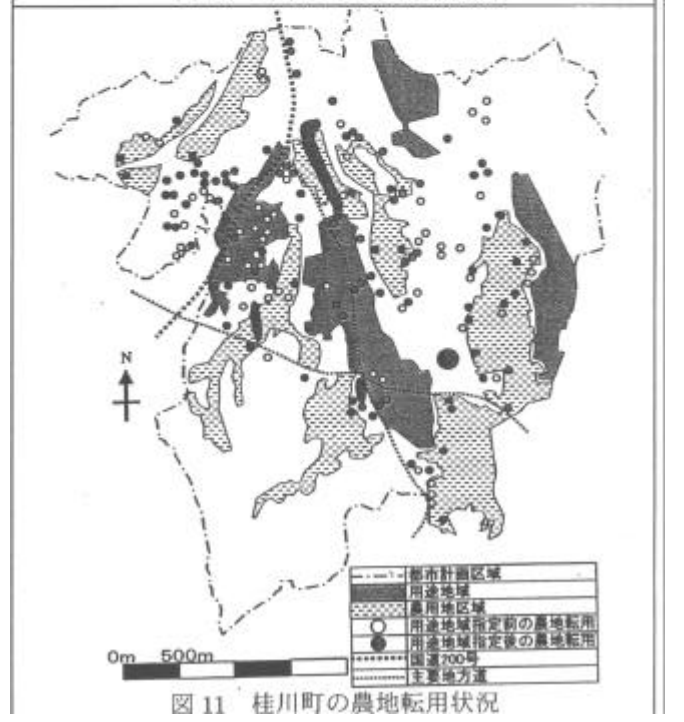 N
都市計画区域
用途地域
農用地区域
用途地域指定前の農地転用
用途地域指定後の農地転用
国道200号
主要地方道
0m 500m
図 11 桂川町の農地転用状況